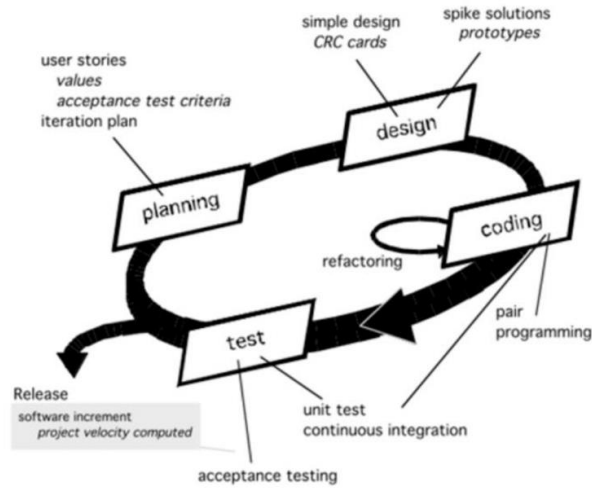 simple design
CRC cards
spike solutions
prototypes
user stories
values
acceptance test criteria
iteration plan
design
planning
coding
refactoring
test
pair
programming
Release
software increment
project velocity computed
unit test
continuous integration
acceptance testing